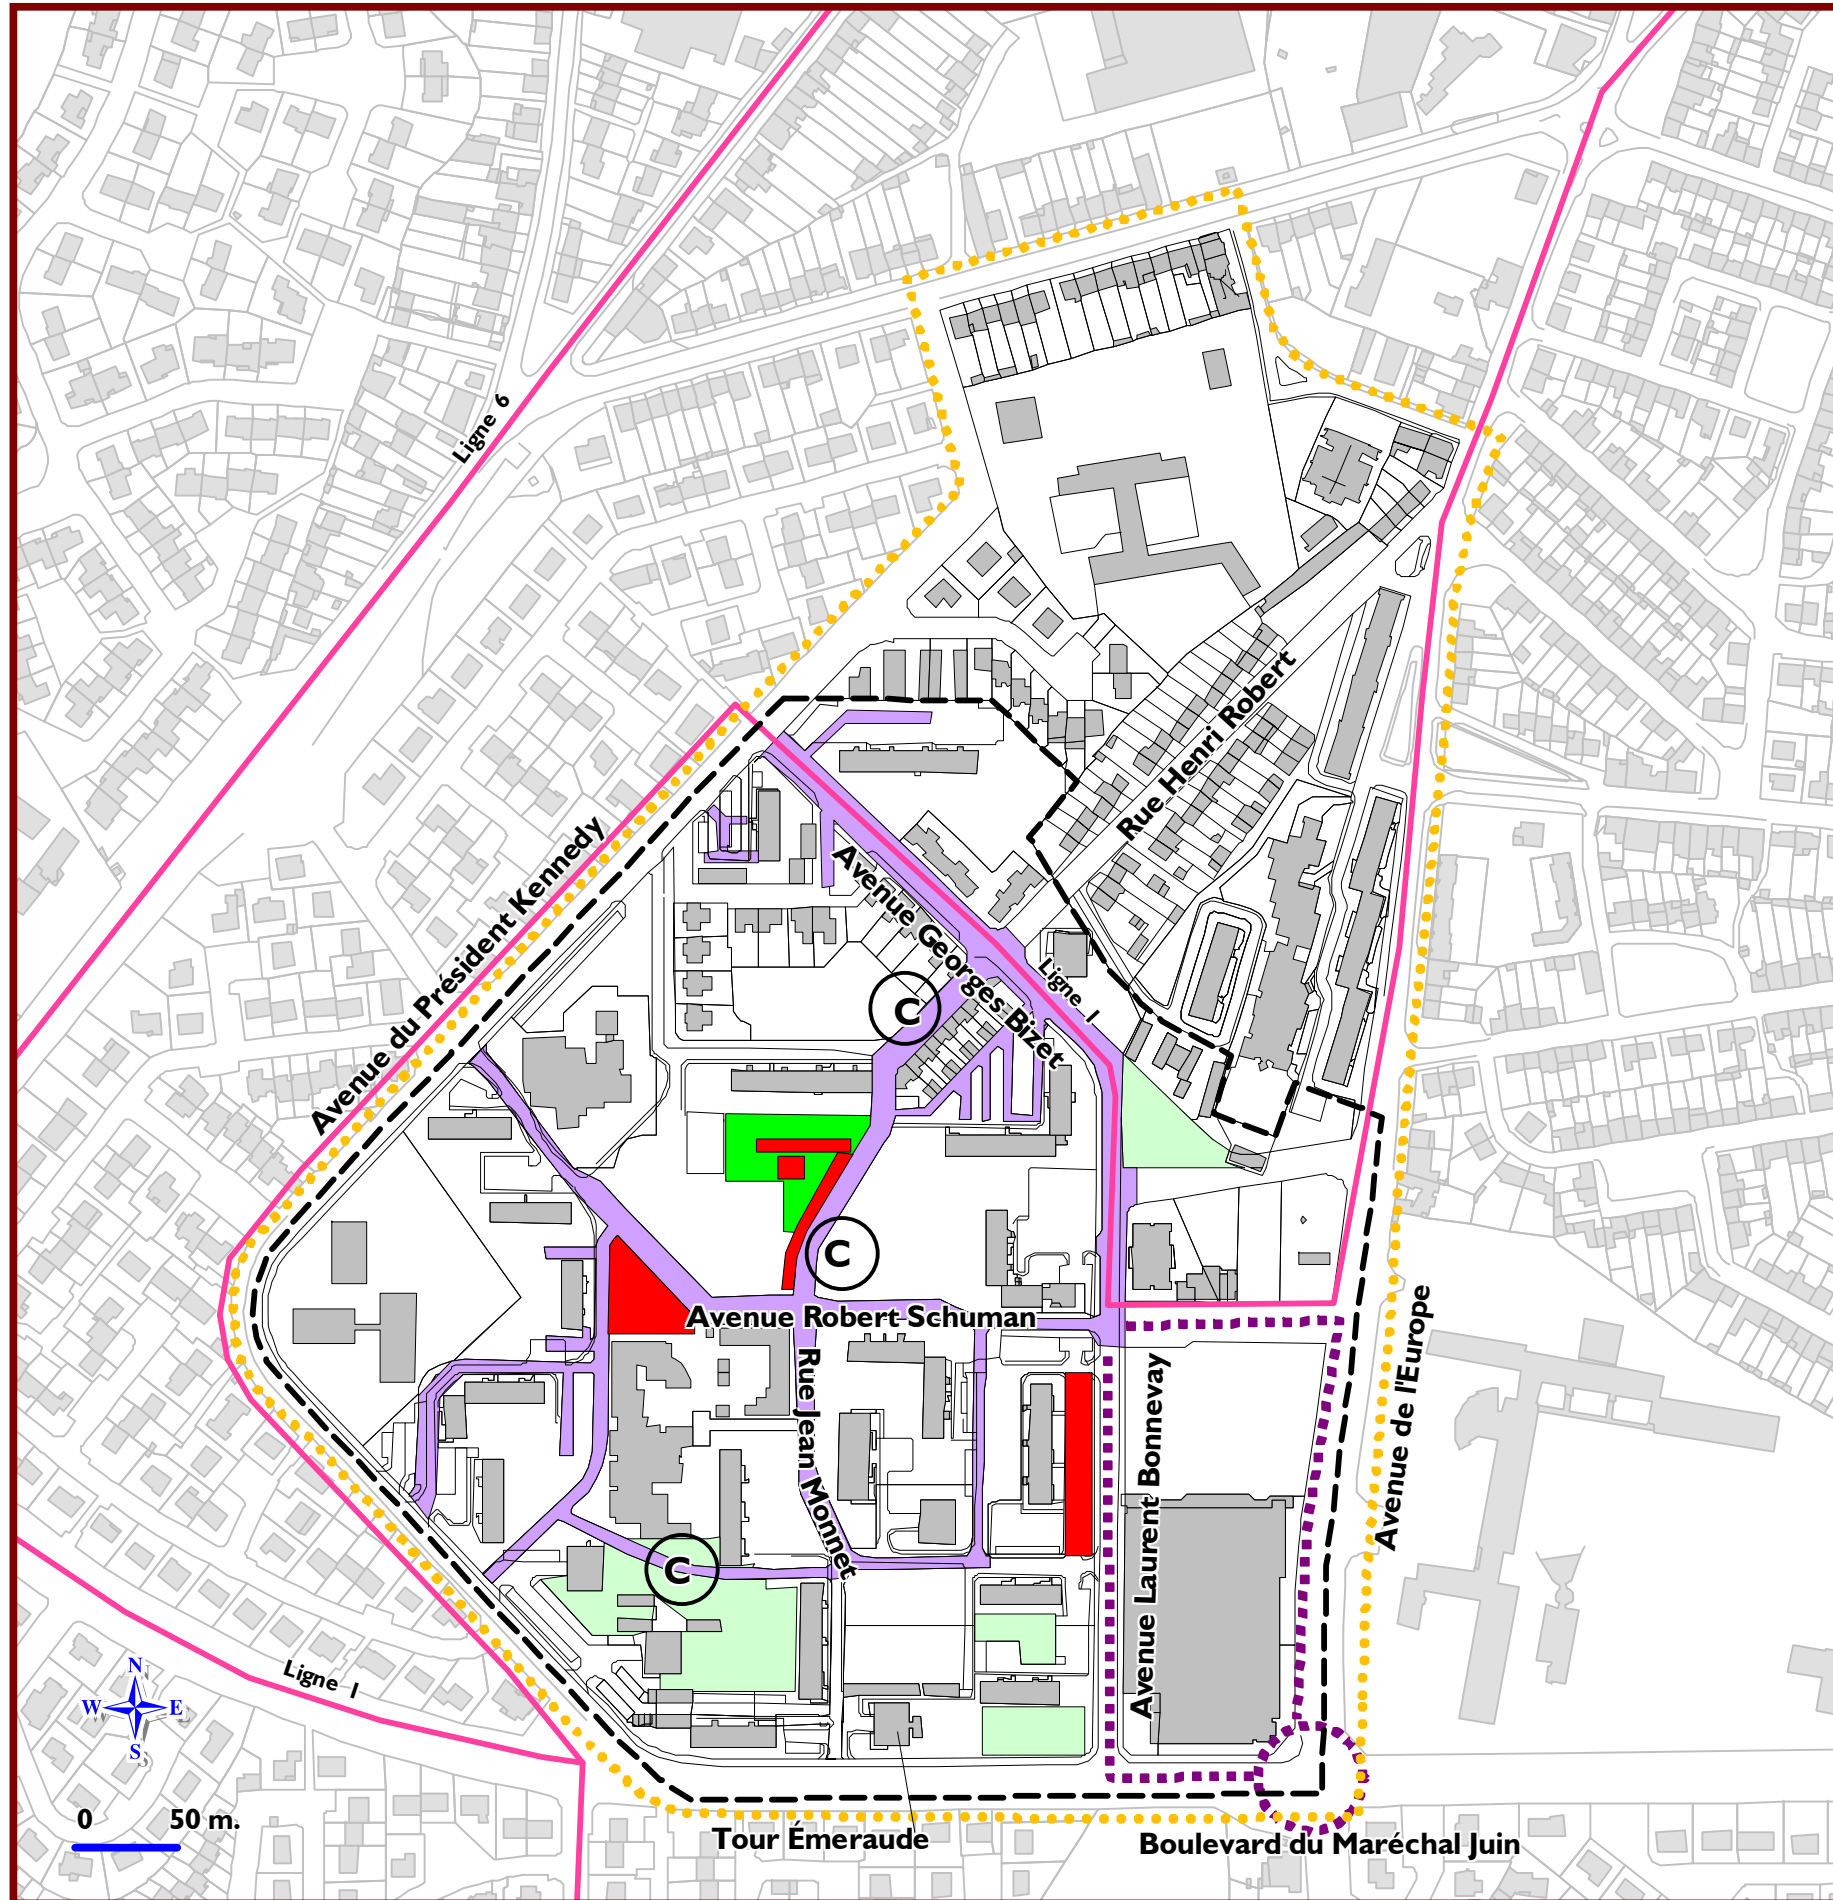 Ligne 6
Rue Henri Robert
Avenue du Président Kennedy
Avenue Georges Bizet
Ligne 1
C
C
Avenue Robert Schuman
Rue Jean Monnet
Avenue Laurent Bonnevay
Avenue de l'Europe
C
Ligne 1
N
W E
S
0 50 m.
Tour Émeraude
Boulevard du Maréchal Juin